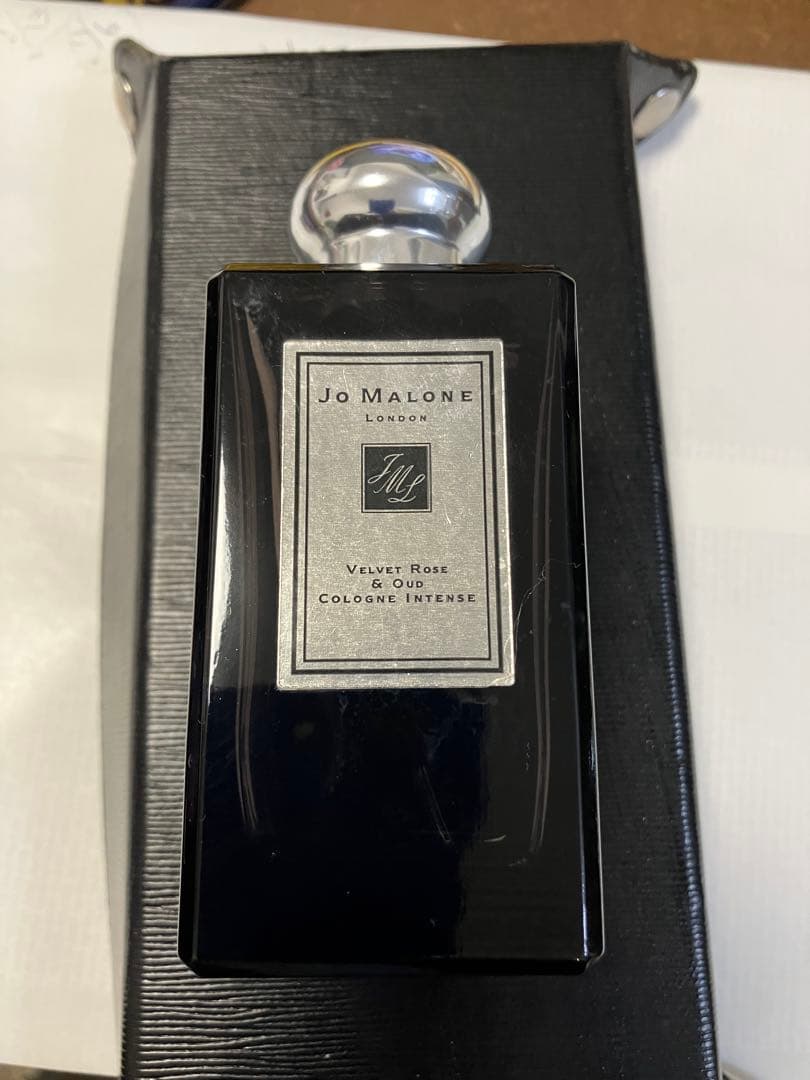 JO MALONE
LONDON
JML
VELVET ROSE
& OUD
COLOGNE INTENSE